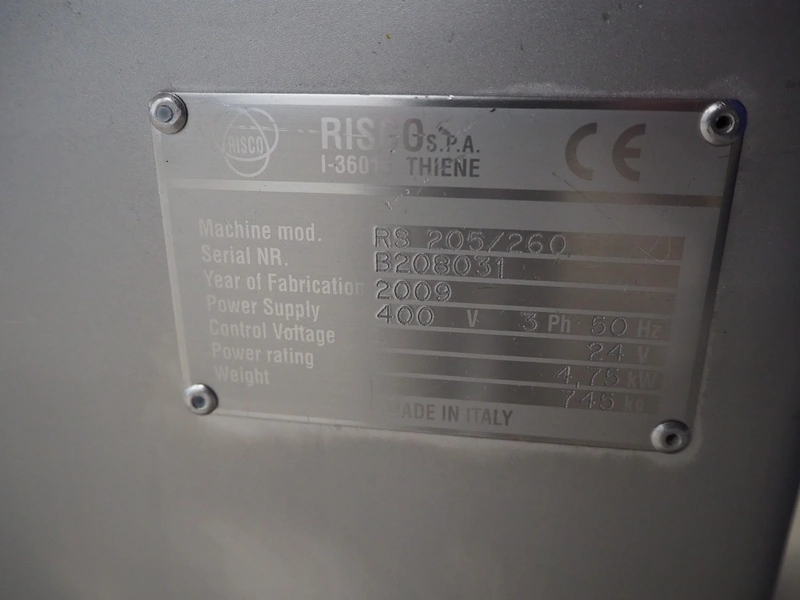 RISCO
RISCO S.P.A.
I-36016 THIENE
CE
Machine mod. RS 205/260
Serial NR. B208031
Year of Fabrication 2009
Power Supply 400 V 3 Ph 50 Hz
Control Voltage 24 V
Power rating 4,75 kW
Weight 745 kg
MADE IN ITALY